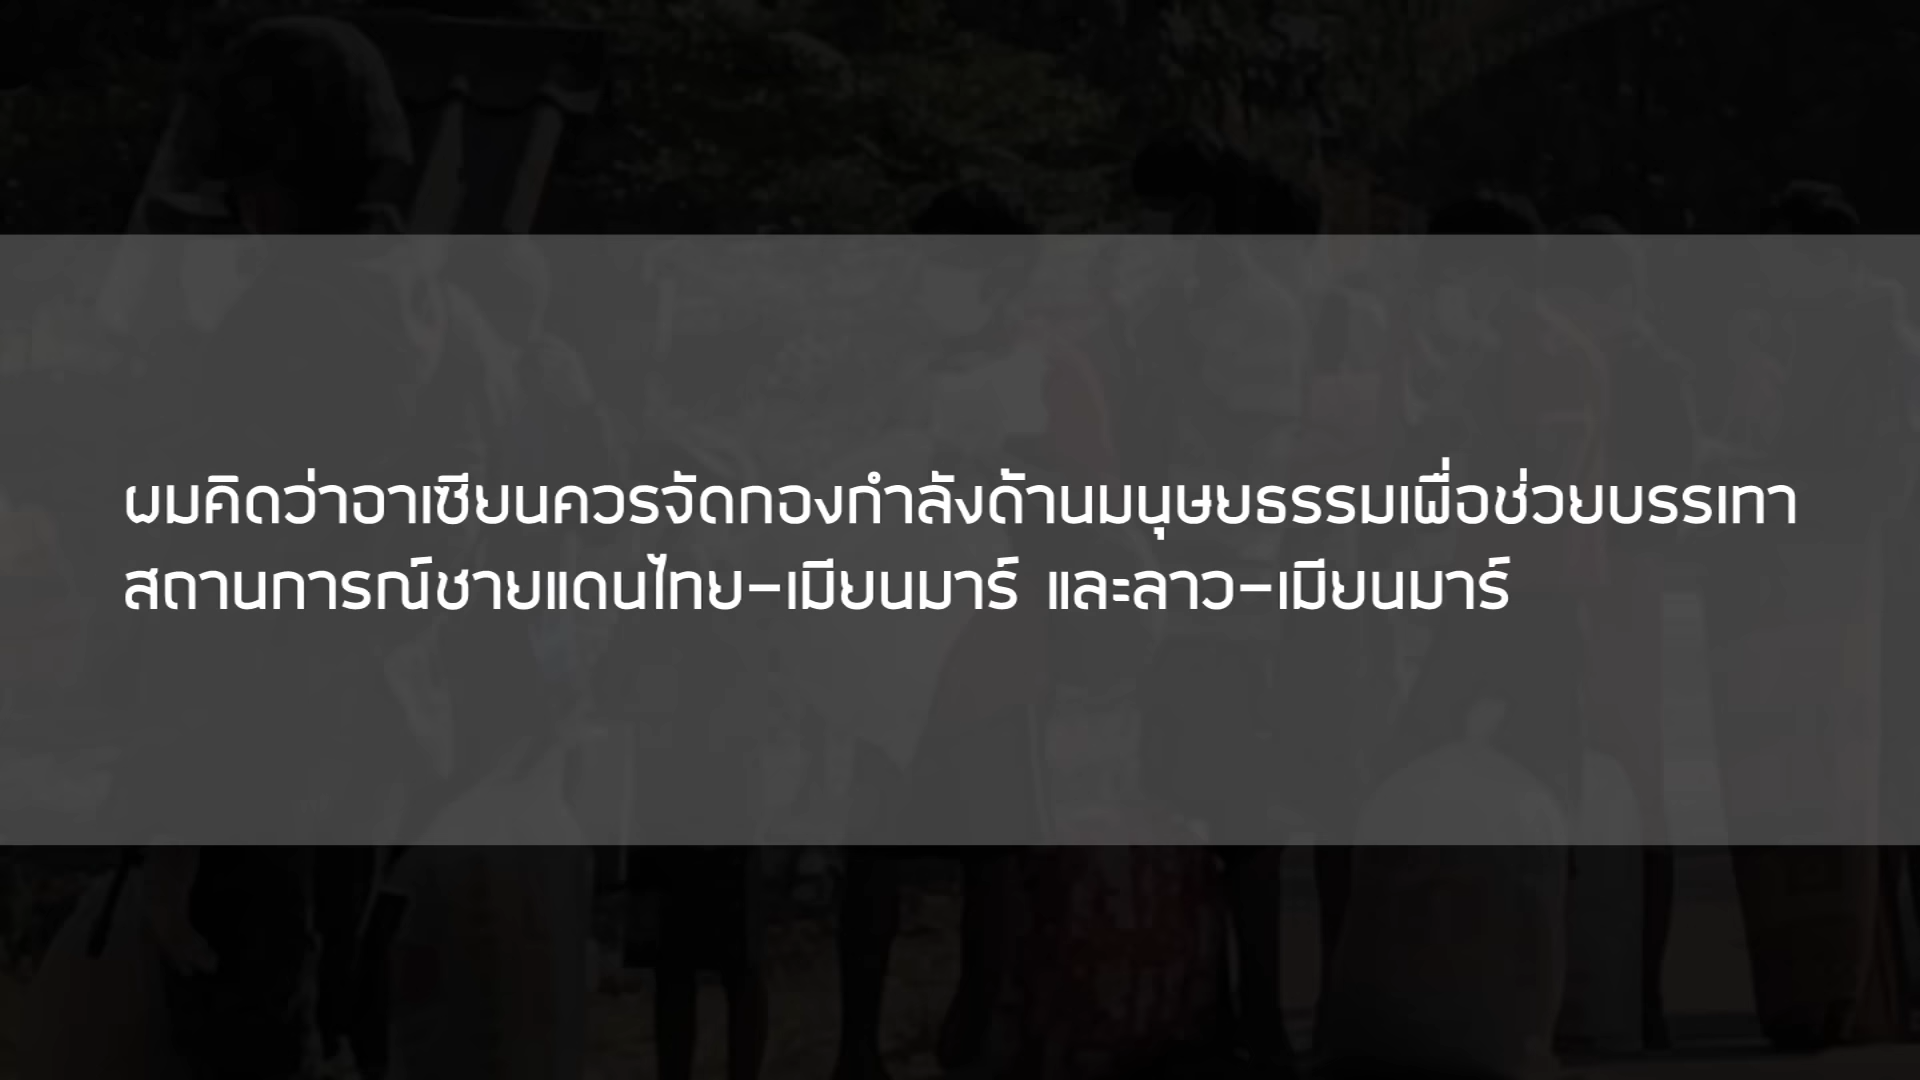 ผมคิดว่าอาเซียนควรจัดกองกำลังด้านมนุษยธรรมเพื่อช่วยบรรเทา
สถานการณ์ชายแดนไทย-เมียนมาร์ และลาว-เมียนมาร์